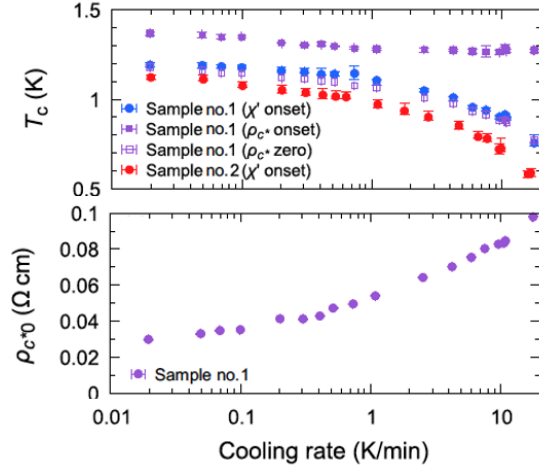 1.5
T_c (K)
1
Sample no.1 (χ' onset)
Sample no.1 (ρ_c* onset)
Sample no.1 (ρ_c* zero)
Sample no.2 (χ' onset)
0.5
0.1
0.08
ρ_c*0 (Ω cm)
0.06
0.04
0.02
Sample no.1
0
0.01 0.1 1 10
Cooling rate (K/min)